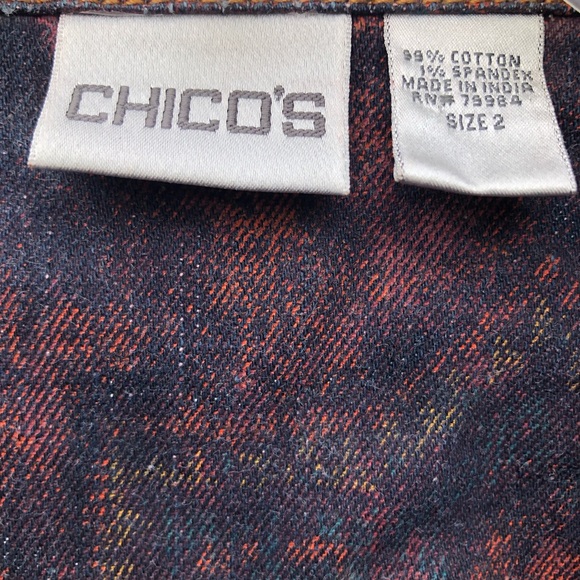 CHICO'S
99% COTTON
1% SPANDEX
MADE IN INDIA
RN# 79984
SIZE 2